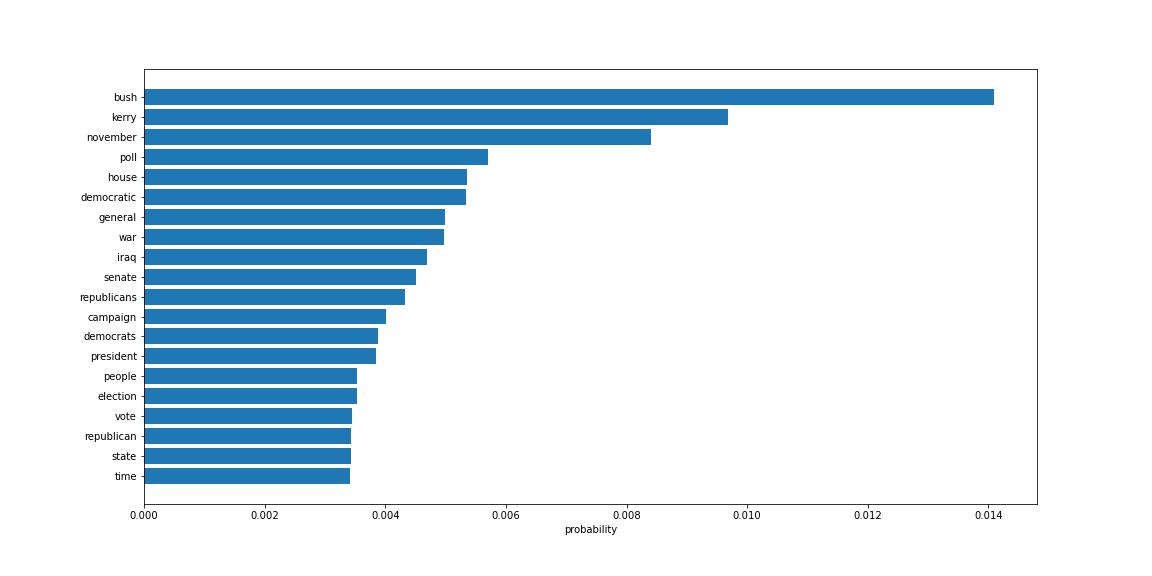 bush
kerry
november
poll
house
democratic
general
war
iraq
senate
republicans
campaign
democrats
president
people
election
vote
republican
state
time
0.000 0.002 0.004 0.006 0.008 0.010 0.012 0.014
probability